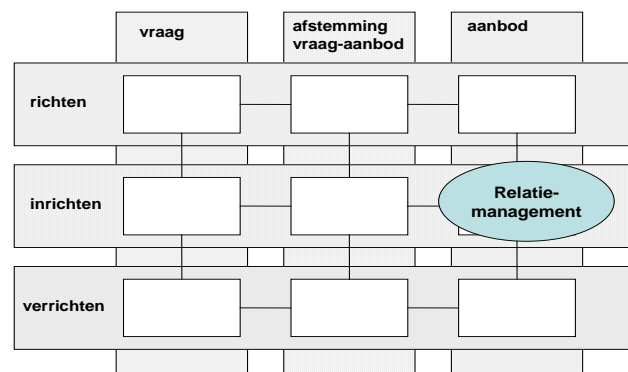 vraag
afstemming
vraag-aanbod
aanbod
richten
inrichten
Relatie-
management
verrichten